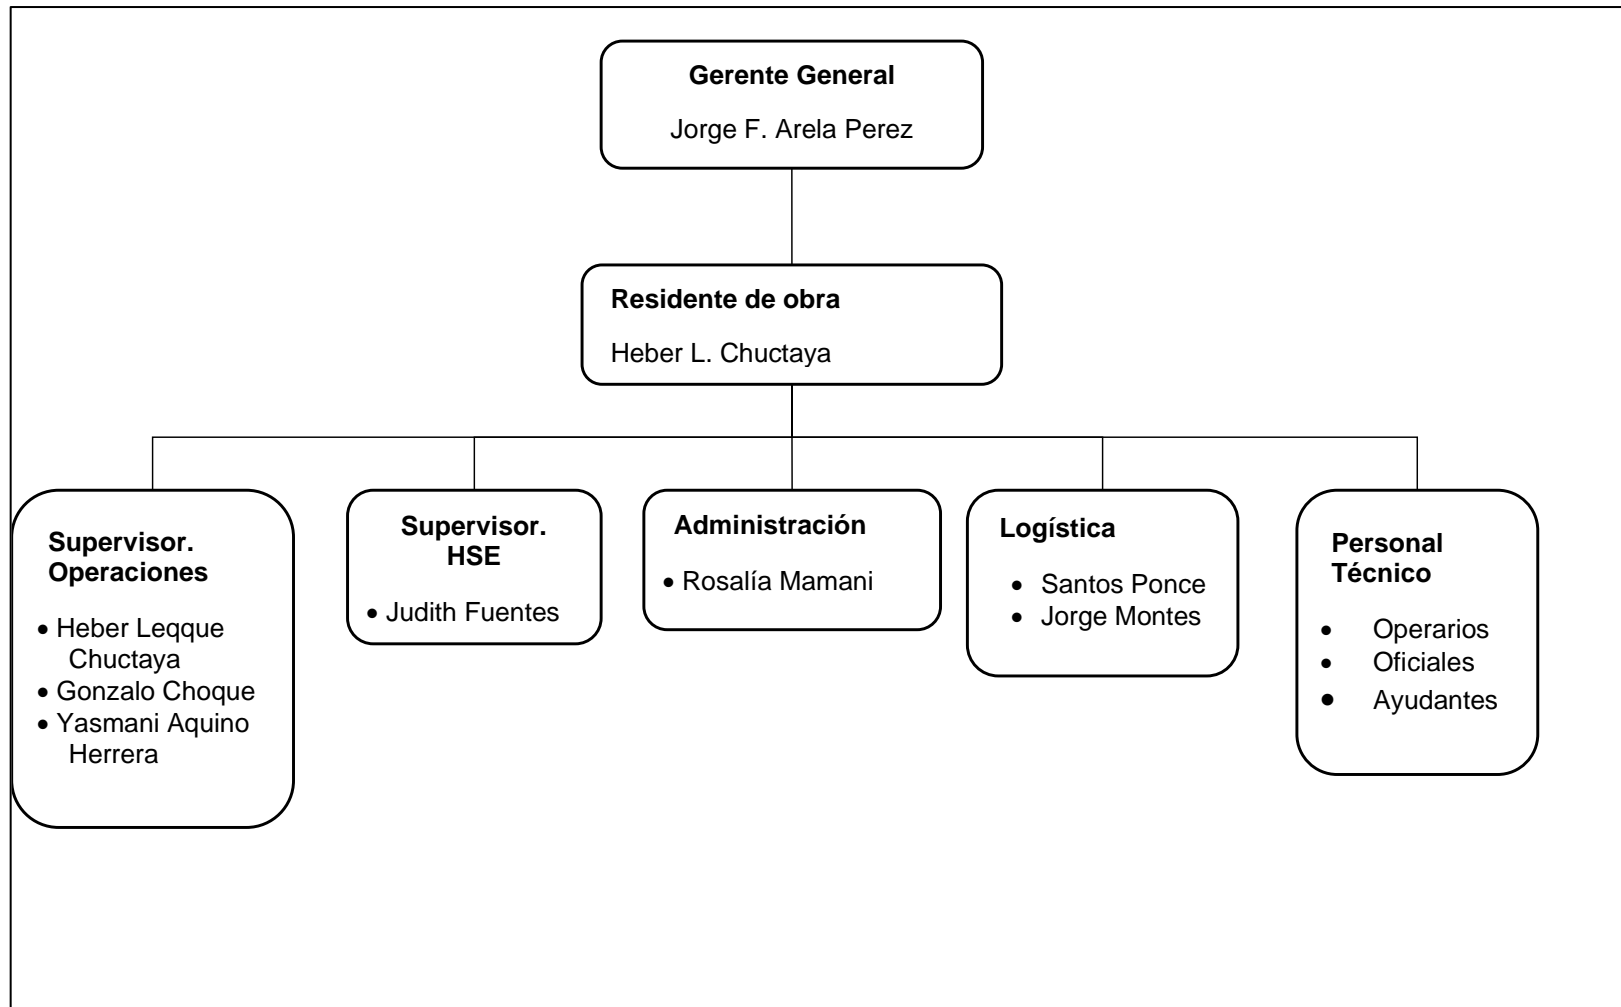 Gerente General
Jorge F. Arela Perez
Residente de obra
Heber L. Chuctaya
Supervisor.
Operaciones
• Heber Leqque
Chuctaya
• Gonzalo Choque
• Yasmani Aquino
Herrera
Supervisor.
HSE
• Judith Fuentes
Administración
• Rosalía Mamani
Logística
• Santos Ponce
• Jorge Montes
Personal
Técnico
• Operarios
• Oficiales
• Ayudantes